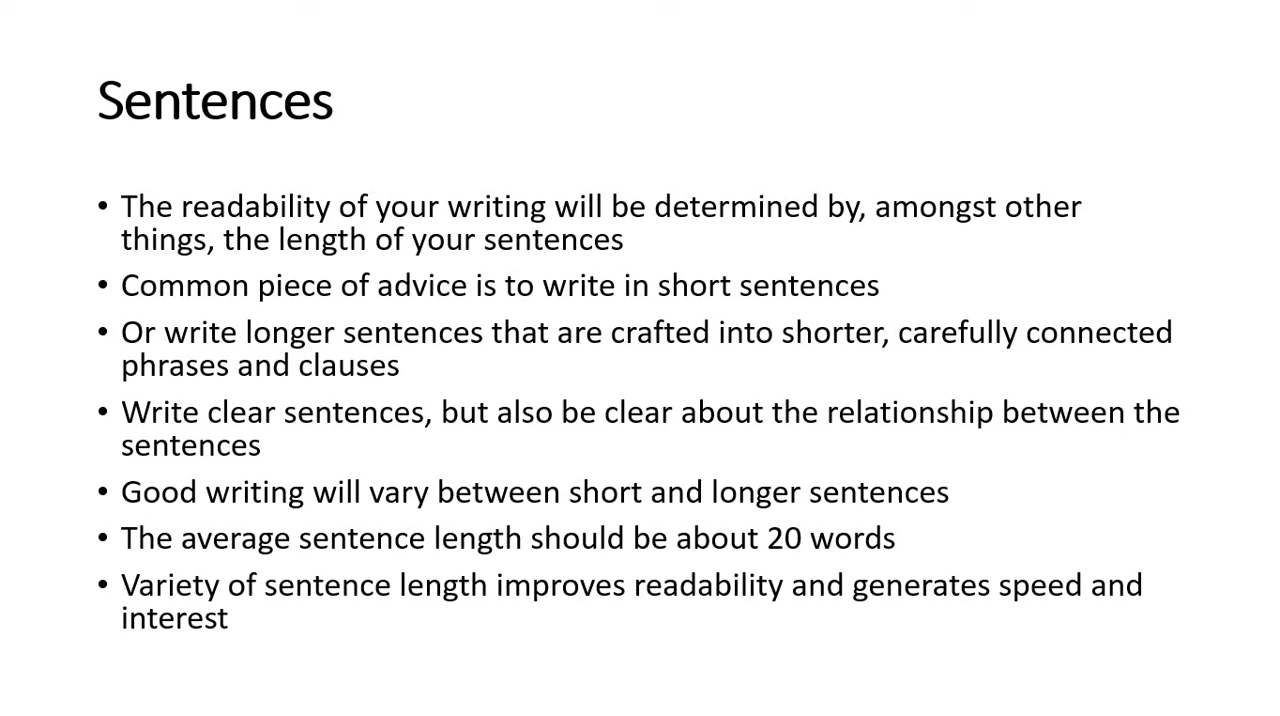 Sentences
• The readability of your writing will be determined by, amongst other
things, the length of your sentences
• Common piece of advice is to write in short sentences
• Or write longer sentences that are crafted into shorter, carefully connected
phrases and clauses
• Write clear sentences, but also be clear about the relationship between the
sentences
• Good writing will vary between short and longer sentences
• The average sentence length should be about 20 words
• Variety of sentence length improves readability and generates speed and
interest